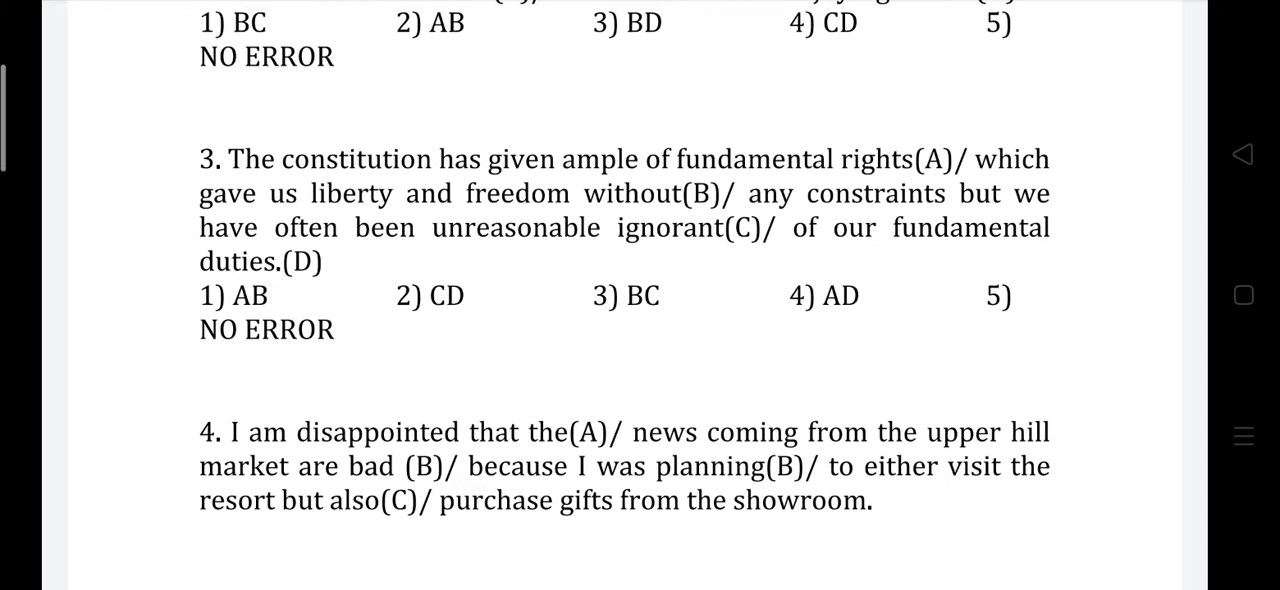 1) BC 2) AB 3) BD 4) CD 5)
NO ERROR
3. The constitution has given ample of fundamental rights(A)/ which
gave us liberty and freedom without(B)/ any constraints but we
have often been unreasonable ignorant(C)/ of our fundamental
duties.(D)
1) AB 2) CD 3) BC 4) AD 5)
NO ERROR
4. I am disappointed that the(A)/ news coming from the upper hill
market are bad (B)/ because I was planning(B)/ to either visit the
resort but also(C)/ purchase gifts from the showroom.